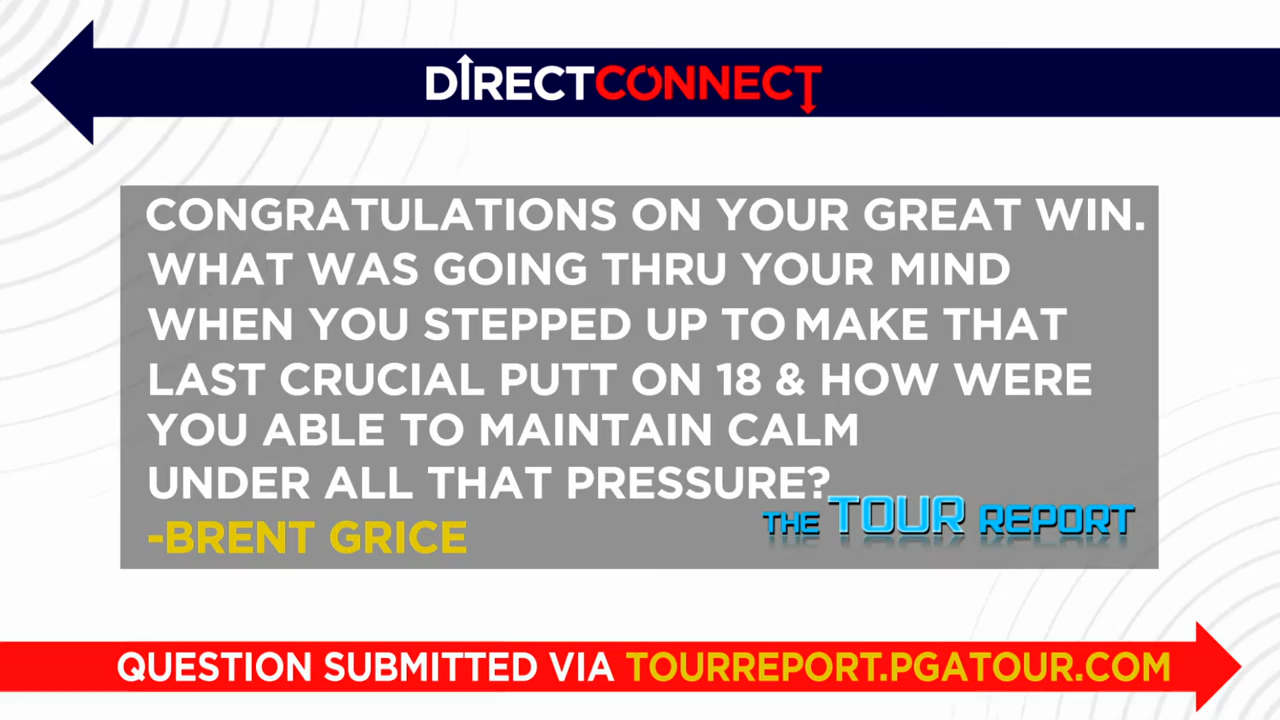 DIRECTCONNECT
CONGRATULATIONS ON YOUR GREAT WIN.
WHAT WAS GOING THRU YOUR MIND
WHEN YOU STEPPED UP TO MAKE THAT
LAST CRUCIAL PUTT ON 18 & HOW WERE
YOU ABLE TO MAINTAIN CALM
UNDER ALL THAT PRESSURE?
-BRENT GRICE
THE TOUR REPORT
QUESTION SUBMITTED VIA TOURREPORT.PGATOUR.COM